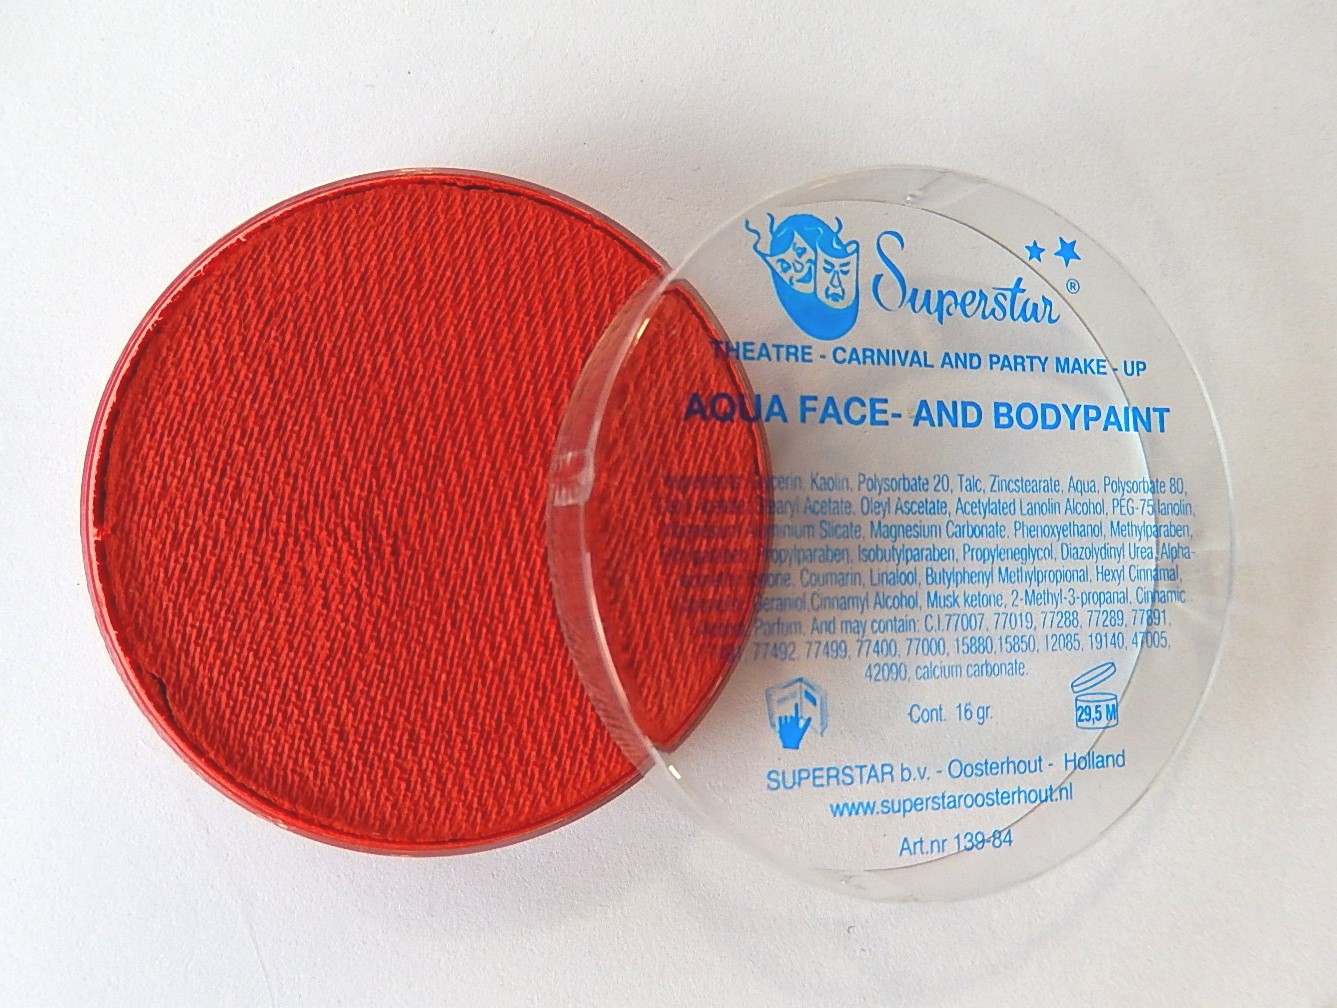 Superstar ®
THEATRE - CARNIVAL AND PARTY MAKE - UP
AQUA FACE- AND BODYPAINT
Kaolin, Polysorbate 20, Talc, Zincstearate, Aqua, Polysorbate 80,
Acetate, Oleyl Ascetate, Acetylated Lanolin Alcohol, PEG-75 lanolin,
Slicate, Magnesium Carbonate, Phenoxyethanol, Methylparaben,
Propylparaben, Isobutylparaben, Propyleneglycol, Diazolydinyl Urea, Alpha-
Coumarin, Linalool, Butylphenyl Methylpropional, Hexyl Cinnamal,
Geraniol, Cinnamyl Alcohol, Musk ketone, 2-Methyl-3-propanal, Cinnamic
Parfum, And may contain: C.I.77007, 77019, 77288, 77289, 77891,
77492, 77499, 77400, 77000, 15880,15850, 12085, 19140, 47005,
42090, calcium carbonate.
Cont. 16 gr.
29,5 M
SUPERSTAR b.v. - Oosterhout - Holland
www.superstaroosterhout.nl
Art.nr 139-84